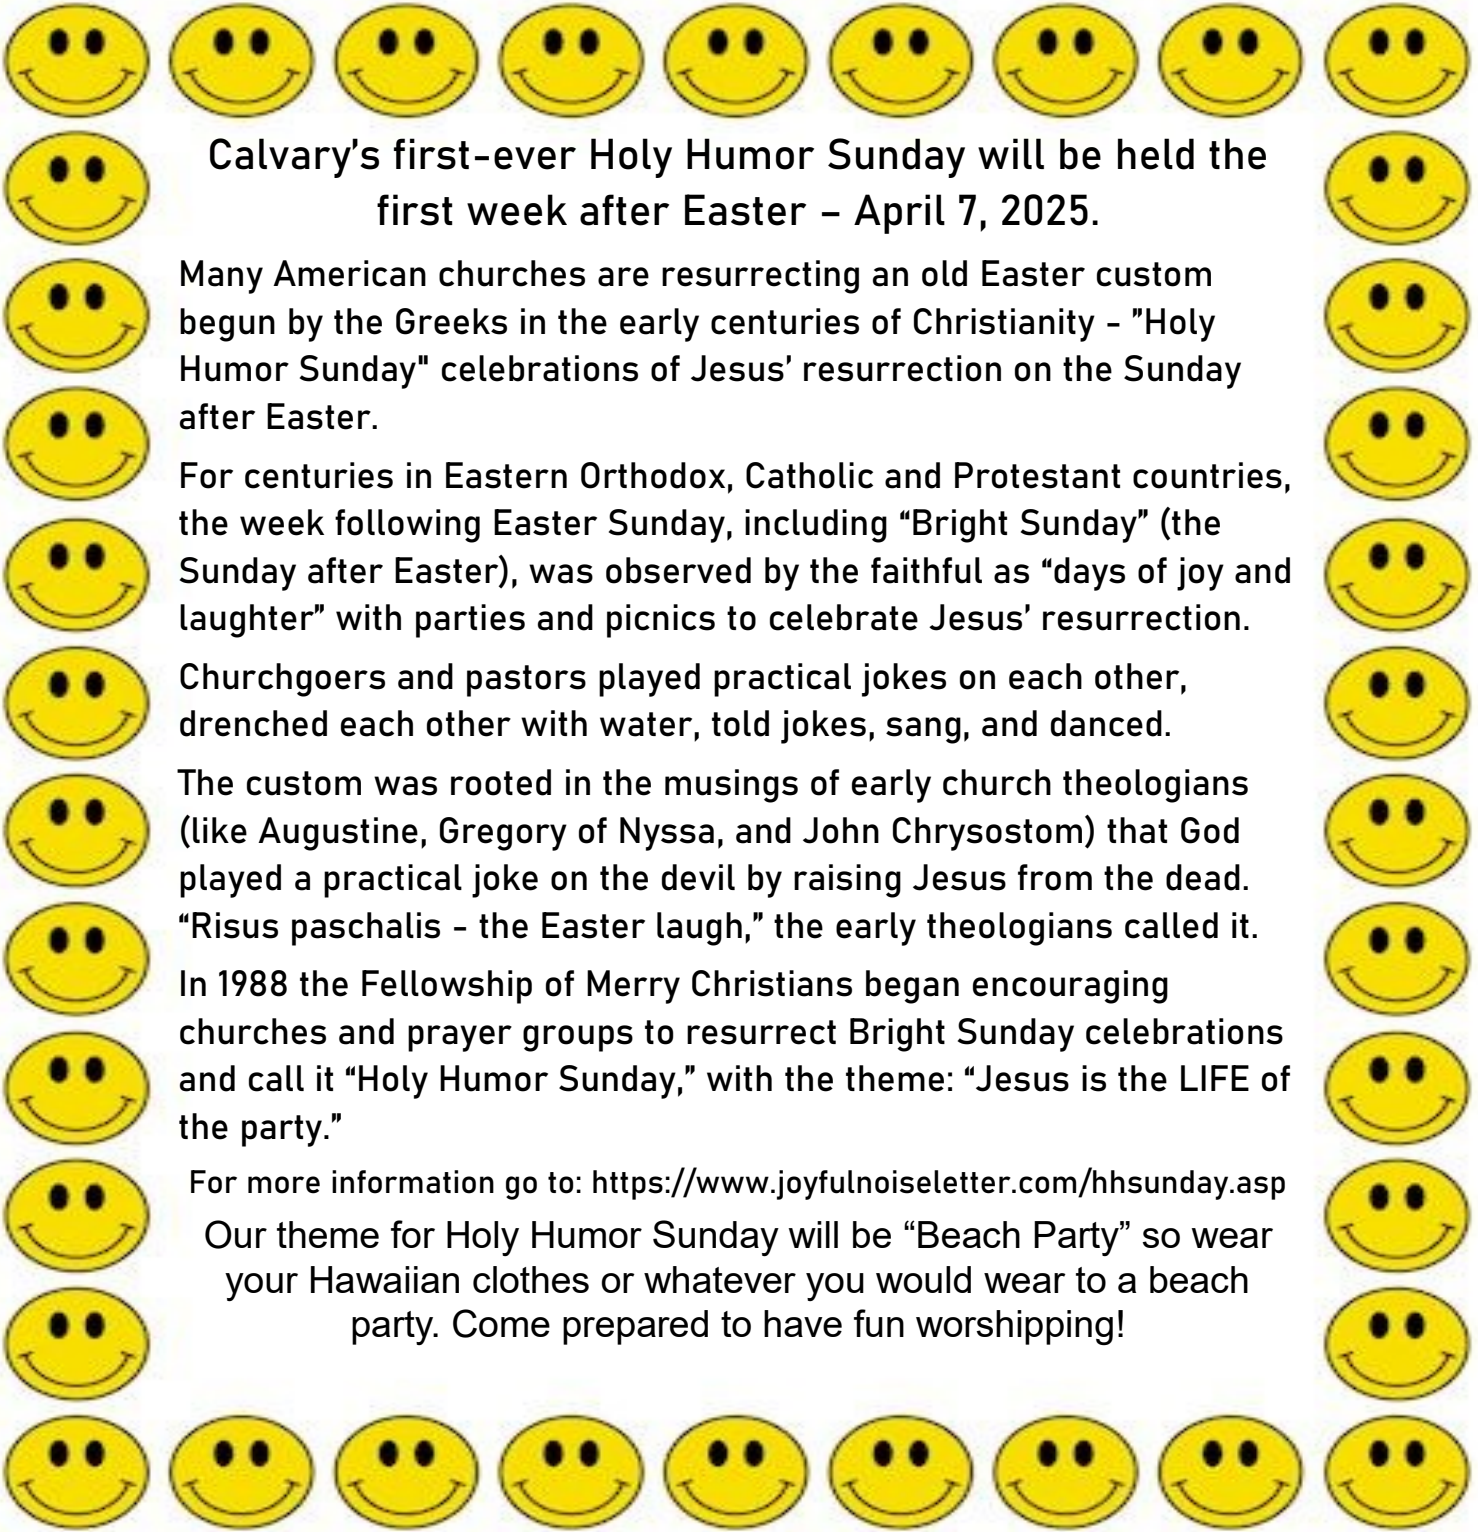 Calvary’s first-ever Holy Humor Sunday will be held the
first week after Easter – April 7, 2025.
Many American churches are resurrecting an old Easter custom
begun by the Greeks in the early centuries of Christianity - ”Holy
Humor Sunday" celebrations of Jesus’ resurrection on the Sunday
after Easter.
For centuries in Eastern Orthodox, Catholic and Protestant countries,
the week following Easter Sunday, including “Bright Sunday” (the
Sunday after Easter), was observed by the faithful as “days of joy and
laughter” with parties and picnics to celebrate Jesus’ resurrection.
Churchgoers and pastors played practical jokes on each other,
drenched each other with water, told jokes, sang, and danced.
The custom was rooted in the musings of early church theologians
(like Augustine, Gregory of Nyssa, and John Chrysostom) that God
played a practical joke on the devil by raising Jesus from the dead.
“Risus paschalis - the Easter laugh,” the early theologians called it.
In 1988 the Fellowship of Merry Christians began encouraging
churches and prayer groups to resurrect Bright Sunday celebrations
and call it “Holy Humor Sunday,” with the theme: “Jesus is the LIFE of
the party.”
For more information go to: https://www.joyfulnoiseletter.com/hhsunday.asp
Our theme for Holy Humor Sunday will be “Beach Party” so wear
your Hawaiian clothes or whatever you would wear to a beach
party. Come prepared to have fun worshipping!